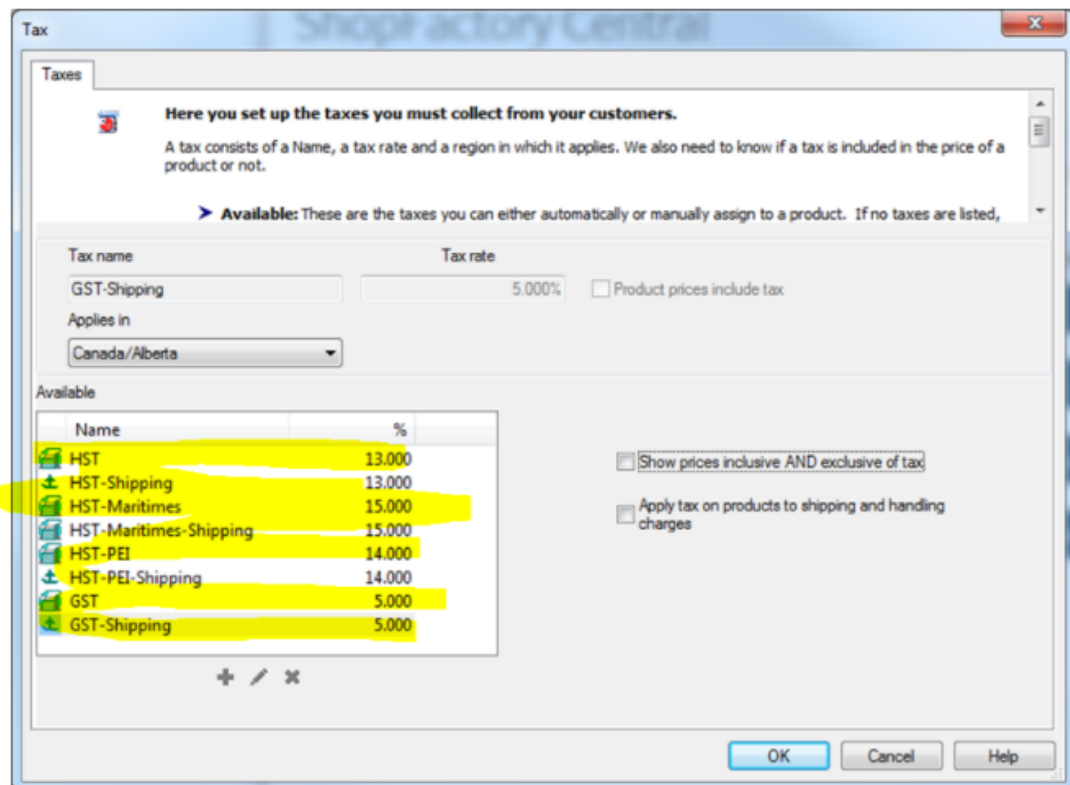 ShopFactory Central
Tax
Taxes
Here you set up the taxes you must collect from your customers.
A tax consists of a Name, a tax rate and a region in which it applies. We also need to know if a tax is included in the price of a
product or not.
Available: These are the taxes you can either automatically or manually assign to a product. If no taxes are listed,
Tax name Tax rate
GST-Shipping 5.000% Product prices include tax
Applies in
Canada/Alberta
Available
Name %
HST 13.000
HST-Shipping 13.000
HST-Maritimes 15.000
HST-Maritimes-Shipping 15.000
HST-PEI 14.000
HST-PEI-Shipping 14.000
GST 5.000
GST-Shipping 5.000
Show prices inclusive AND exclusive of tax
Apply tax on products to shipping and handling
charges
OK Cancel Help